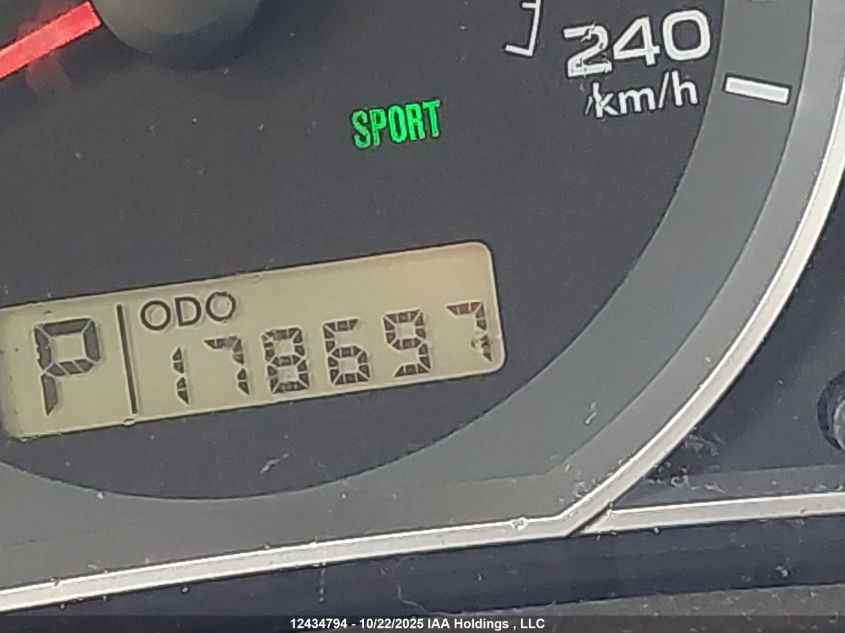 240
km/h
SPORT
ODO
P 178697
12434794 - 10/22/2025 IAA Holdings , LLC